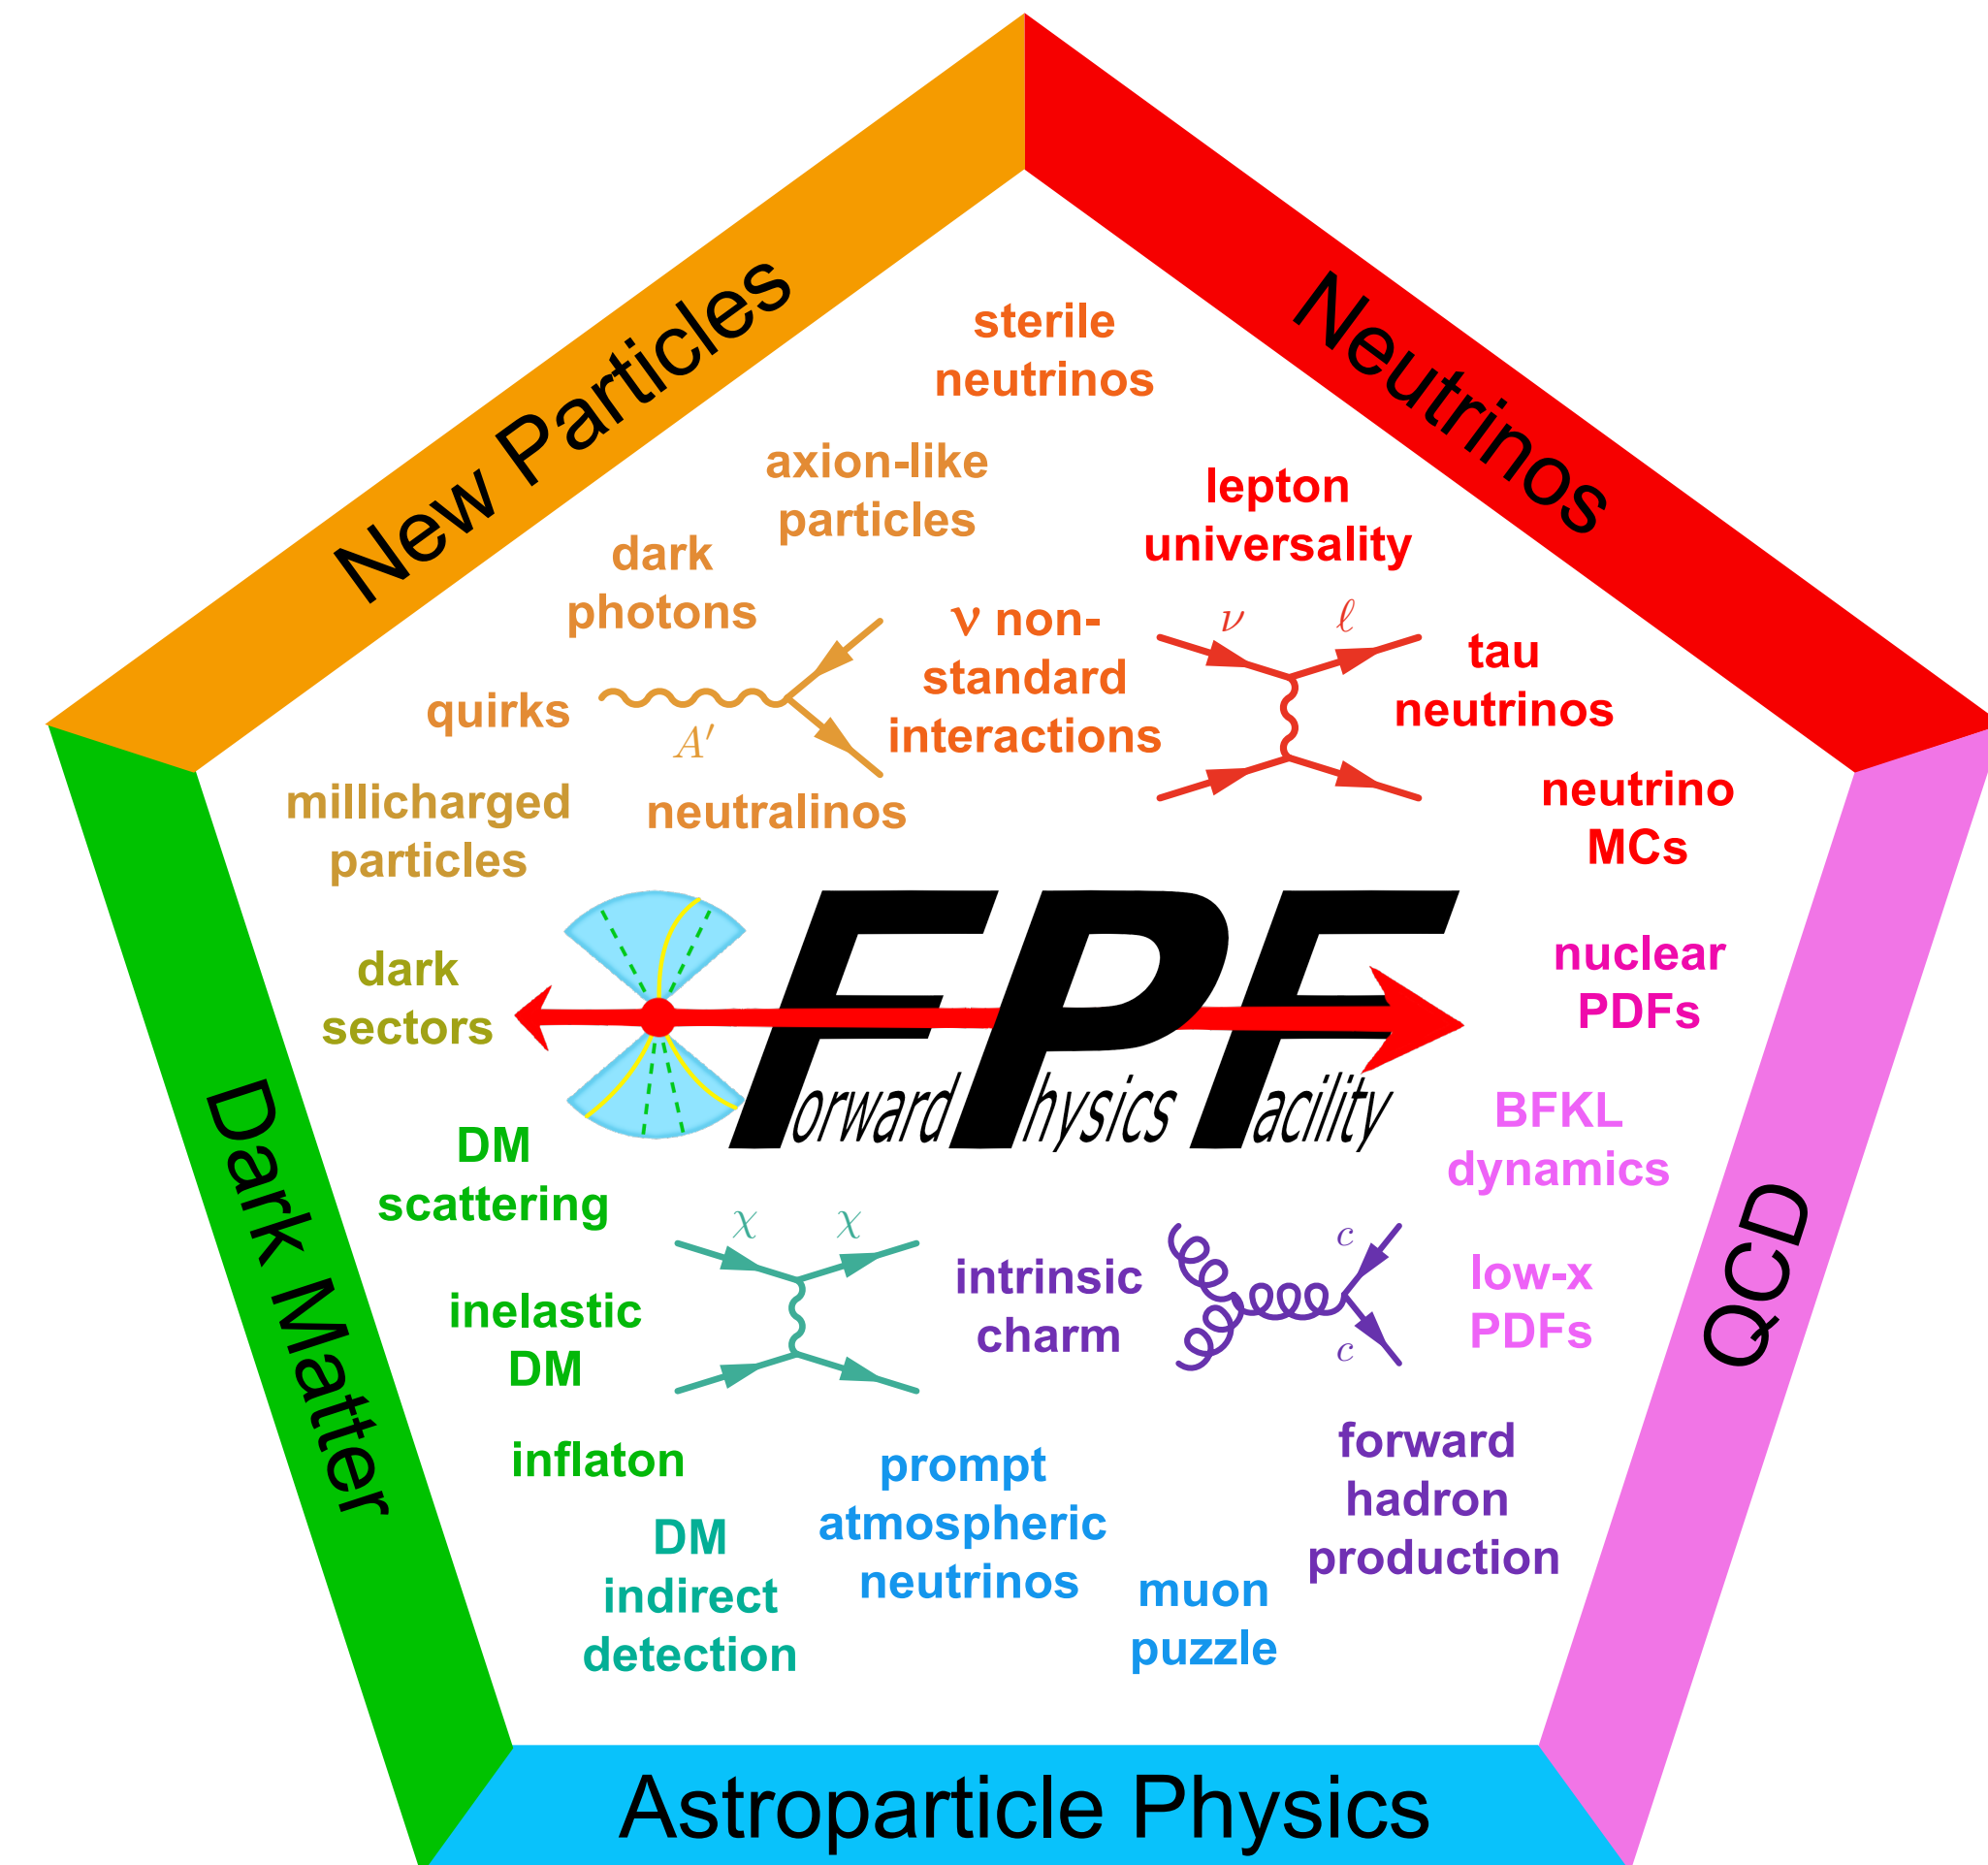 New Particles
Neutrinos
sterile
neutrinos
axion-like
particles
lepton
universality
dark
photons
ν non-
standard
interactions
ν
ℓ
tau
neutrinos
quirks
A′
millicharged
particles
neutralinos
neutrino
MCs
dark
sectors
Forward Physics Facility
nuclear
PDFs
Dark Matter
DM
scattering
BFKL
dynamics
QCD
χ
χ
inelastic
DM
intrinsic
charm
c
c
low-x
PDFs
inflaton
prompt
atmospheric
neutrinos
forward
hadron
production
DM
indirect
detection
muon
puzzle
Astroparticle Physics